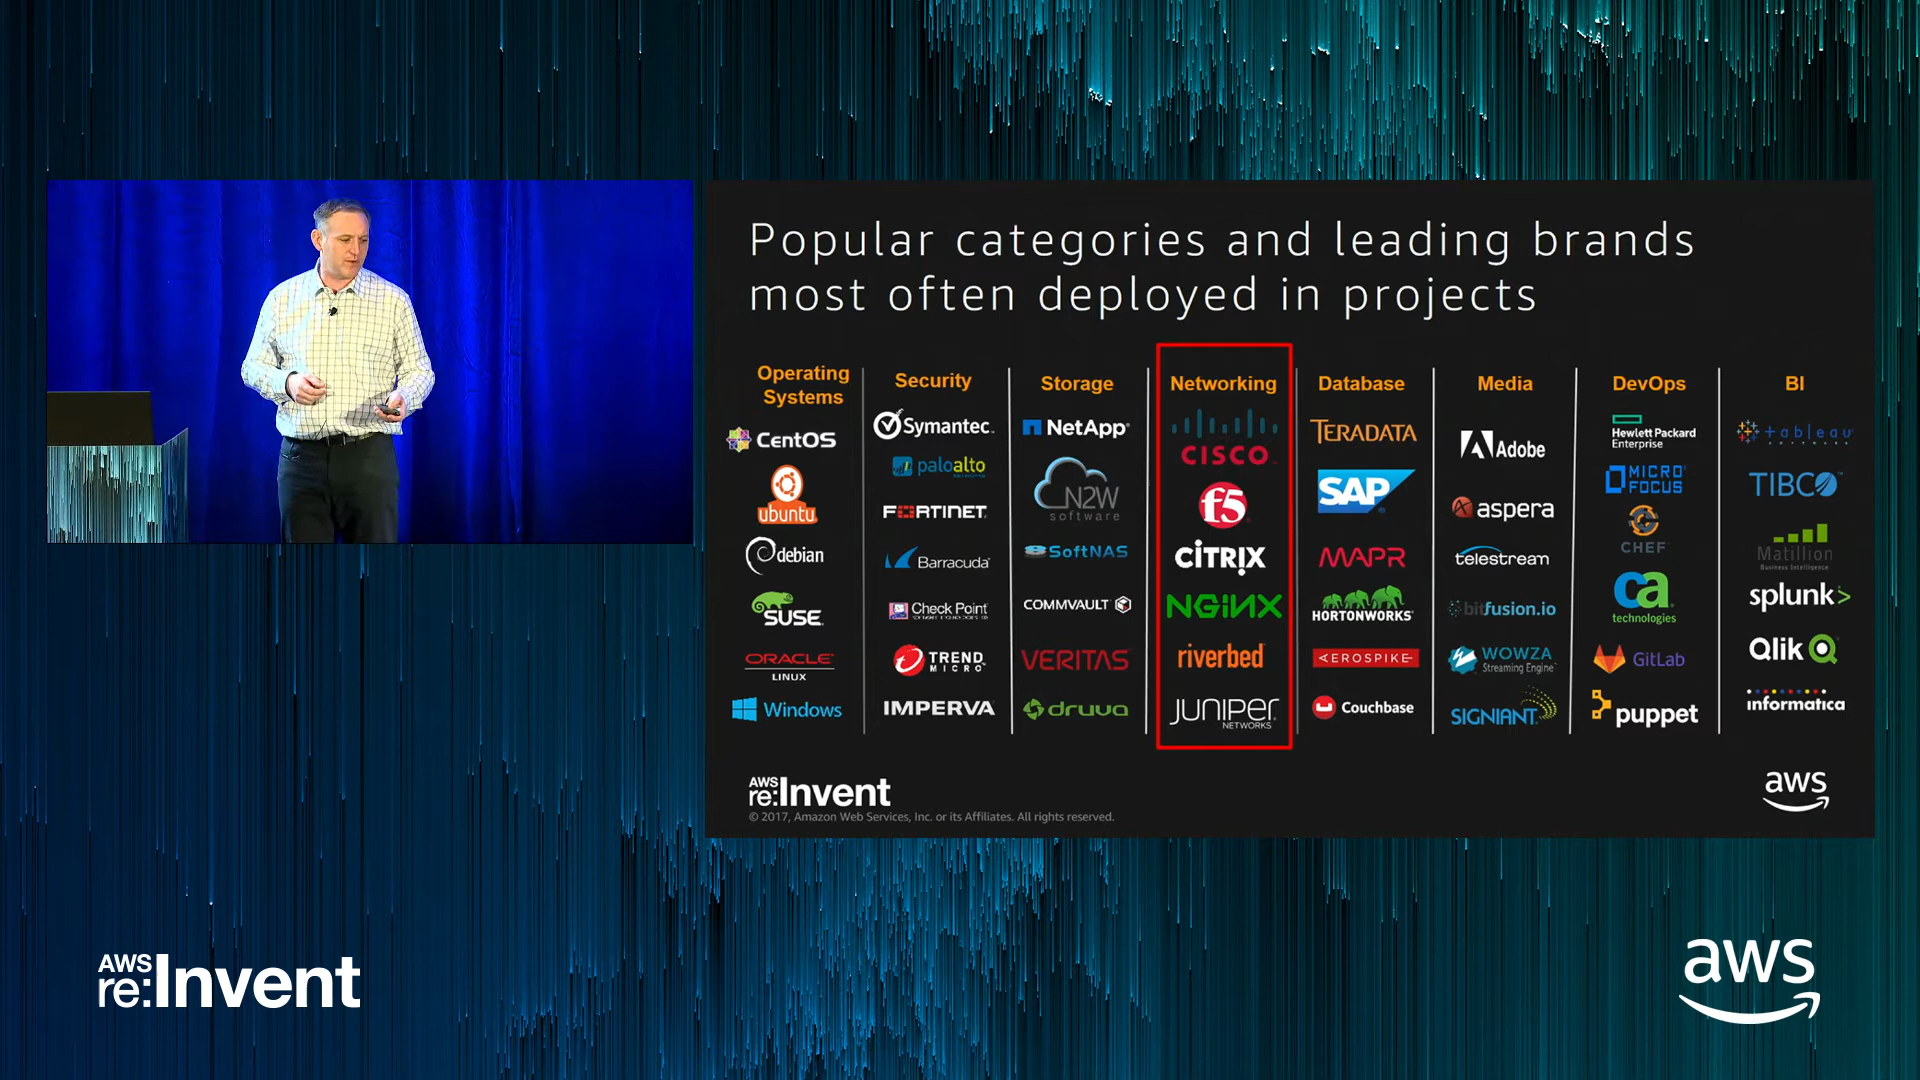 Popular categories and leading brands
most often deployed in projects
Operating
Systems
CentOS
ubuntu
debian
SUSE
ORACLE
LINUX
Windows
Security
Symantec
paloalto
FORTINET
Barracuda
Check Point
TREND
MICRO
IMPERVA
Storage
NetApp
N2W
software
SoftNAS
COMMVAULT
VERITAS
druva
Networking
CISCO
f5
CiTRIX
NGINX
riverbed
JUNIPER
NETWORKS
Database
TERADATA
SAP
MAPR
HORTONWORKS
AEROSPIKE
Couchbase
Media
Adobe
aspera
telestream
bitfusion.io
WOWZA
Streaming Engine
SIGNIANT
DevOps
Hewlett Packard
Enterprise
MICRO
FOCUS
CHEF
ca
technologies
GitLab
puppet
BI
tableau
TIBCO
Matillion
Business Intelligence
splunk>
Qlik
informatica
AWS
re:Invent
© 2017, Amazon Web Services, Inc. or its Affiliates. All rights reserved.
aws
AWS
re:Invent
aws